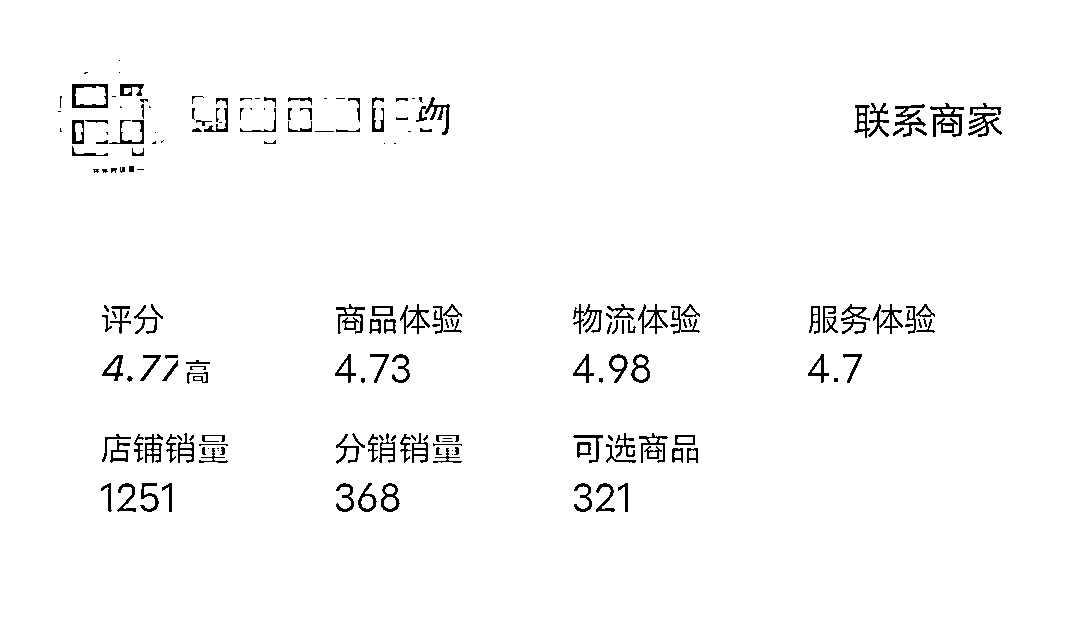 联系商家
评分 商品体验 物流体验 服务体验
4.77高 4.73 4.98 4.7
店铺销量 分销销量 可选商品
1251 368 321